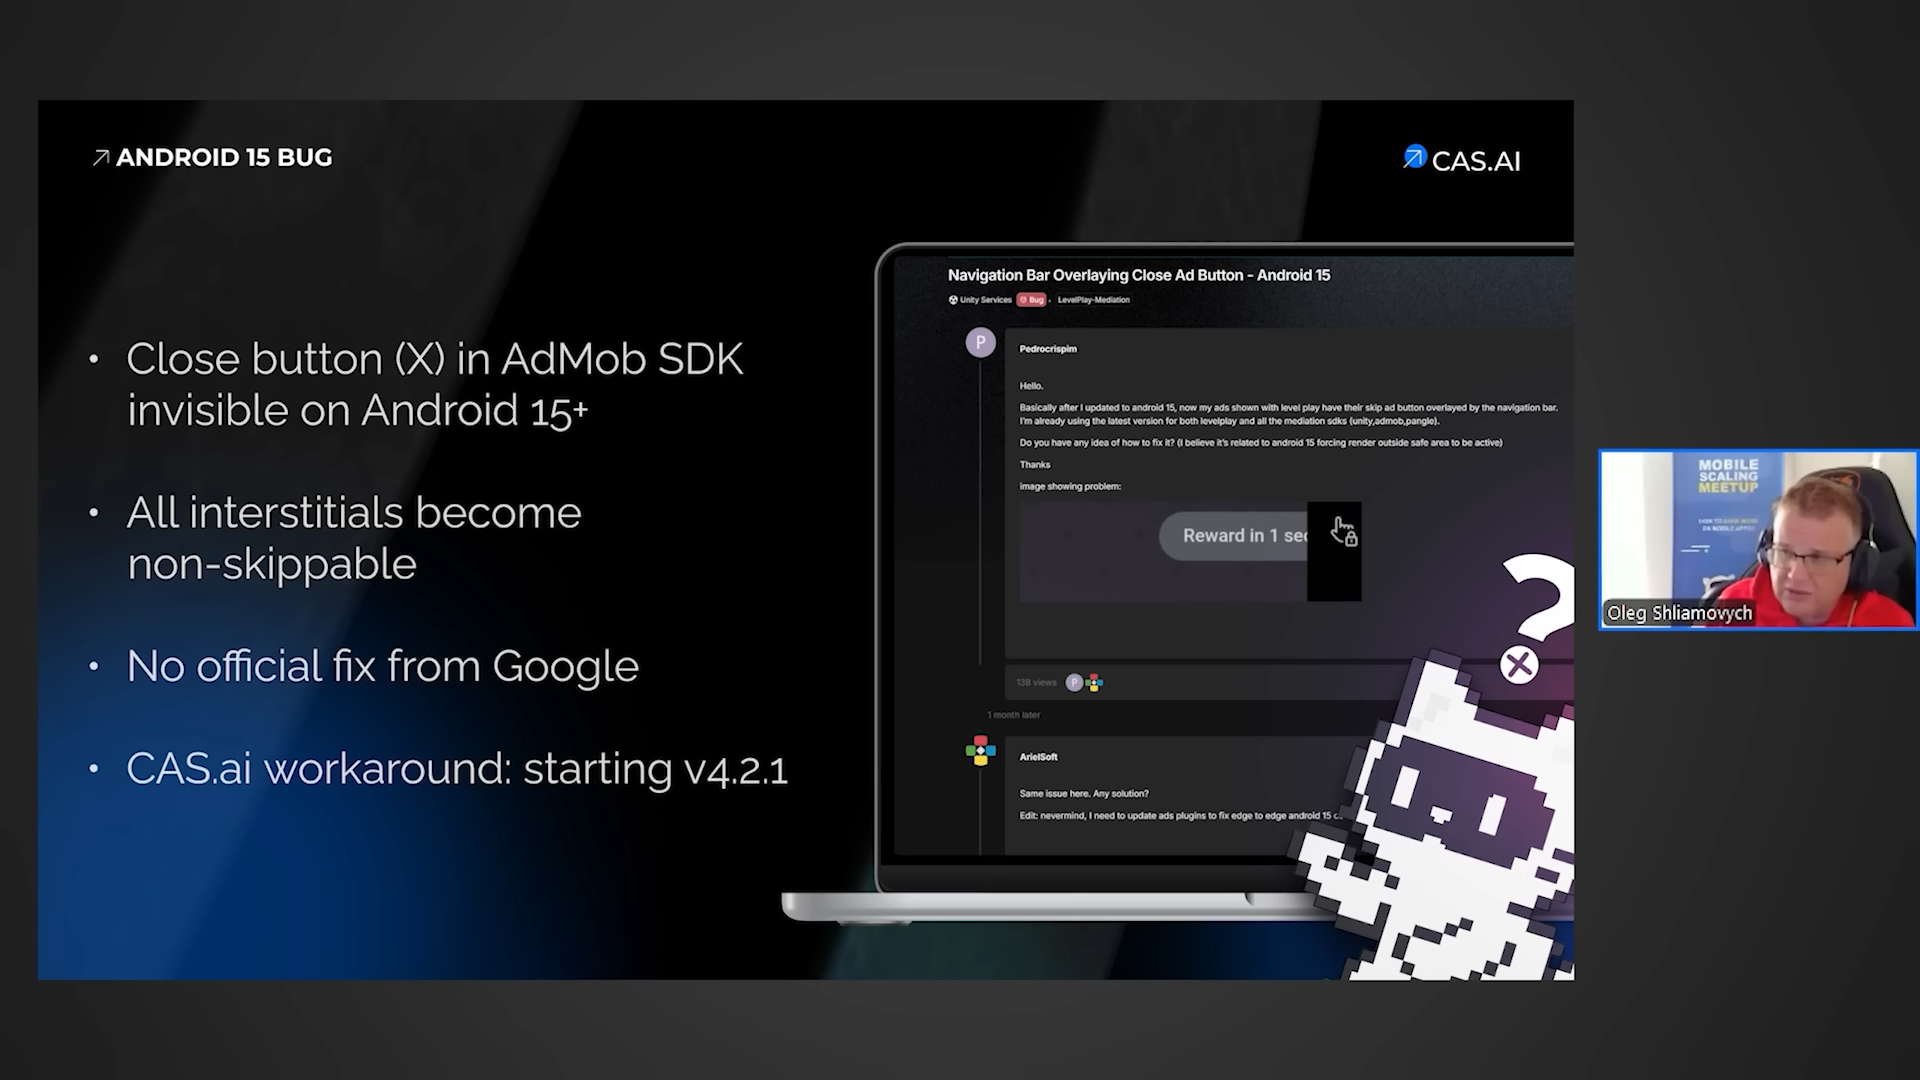 ANDROID 15 BUG
CAS.AI
• Close button (X) in AdMob SDK
invisible on Android 15+
• All interstitials become
non-skippable
• No official fix from Google
• CAS.ai workaround: starting v4.2.1
Navigation Bar Overlaying Close Ad Button - Android 15
Unity Services Bug, LevelPlay-Mediation
P
Pedrocrispim
Hello.
Basically after I updated to android 15, now my ads shown with level play have their skip ad button overlayed by the navigation bar.
I'm already using the latest version for both levelplay and all the mediation sdks (unity,admob,pangle).
Do you have any idea of how to fix it? (I believe it's related to android 15 forcing render outside safe area to be active)
Thanks
image showing problem:
Reward in 1 sec
138 views P
1 month later
ArielSoft
Same issue here. Any solution?
Edit: nevermind, I need to update ads plugins to fix edge to edge android 15
?
MOBILE
SCALING
MEETUP
Oleg Shliamovych